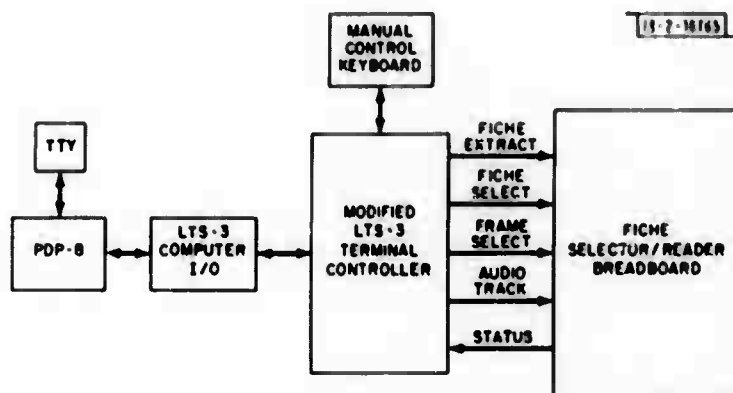 MANUAL
CONTROL
KEYBOARD
TTY
PDP-8
LTS-3
COMPUTER
I/O
MODIFIED
LTS-3
TERMINAL
CONTROLLER
FICHE
EXTRACT
FICHE
SELECT
FRAME
SELECT
AUDIO
TRACK
STATUS
FICHE
SELECTUR/READER
BREADBOARD